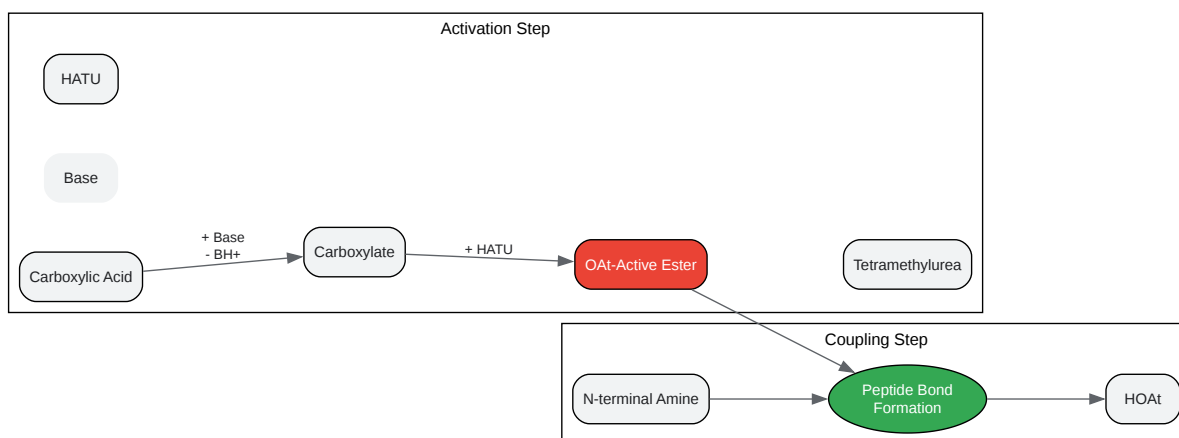 Activation Step
HATU
Base
Carboxylic Acid
+ Base
- BH+
Carboxylate
+ HATU
OAt-Active Ester
Tetramethylurea
Coupling Step
N-terminal Amine
Peptide Bond
Formation
HOAt